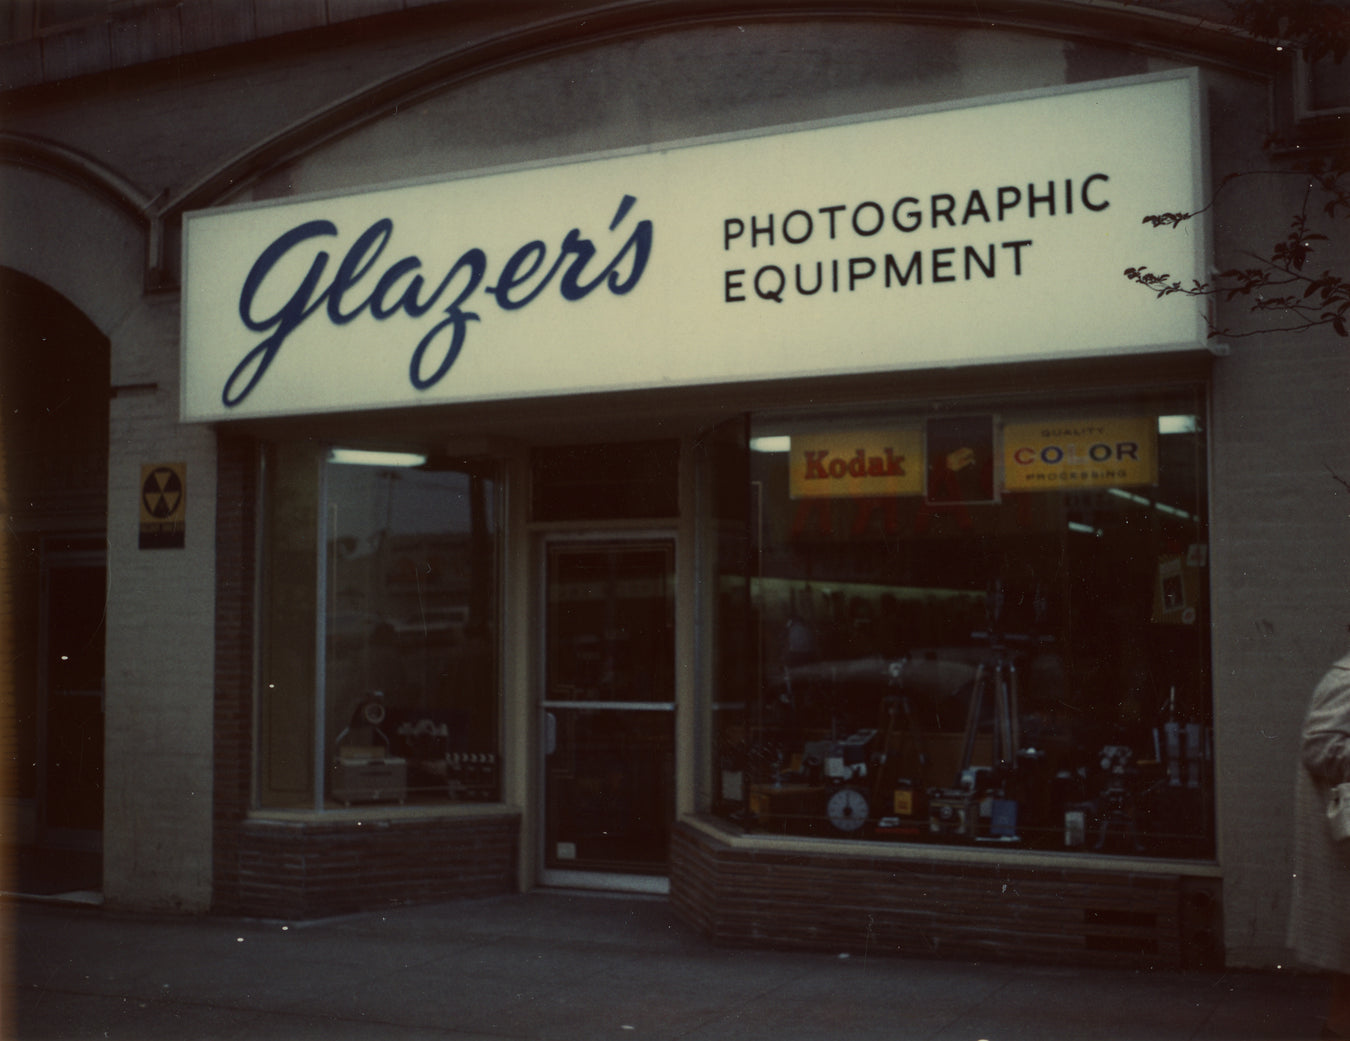 Glazer's
PHOTOGRAPHIC
EQUIPMENT
Kodak
QUALITY
COLOR
PROCESSING